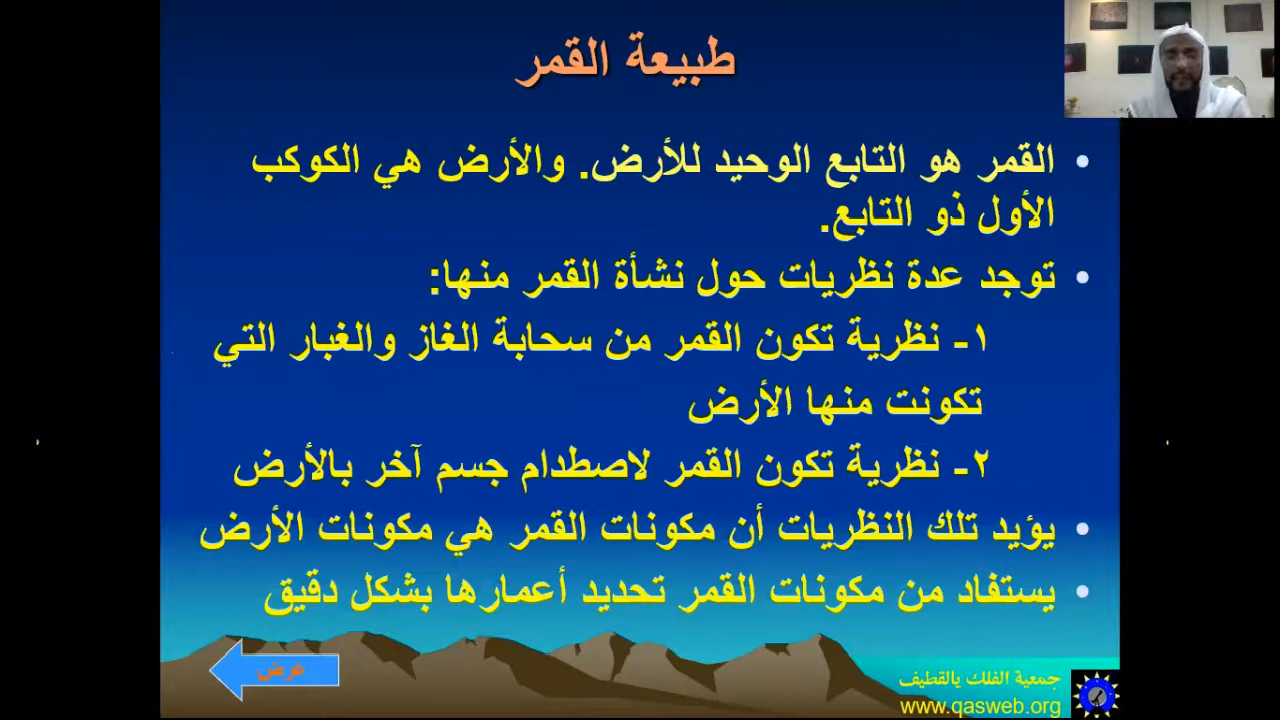 طبيعة القمر
• القمر هو التابع الوحيد للأرض. والأرض هي الكوكب
الأول ذو التابع.
• توجد عدة نظريات حول نشأة القمر منها:
١- نظرية تكون القمر من سحابة الغاز والغبار التي
تكونت منها الأرض
٢- نظرية تكون القمر لاصطدام جسم آخر بالأرض
• يؤيد تلك النظريات أن مكونات القمر هي مكونات الأرض
• يستفاد من مكونات القمر تحديد أعمارها بشكل دقيق
عرض
جمعية الفلك بالقطيف
www.qasweb.org